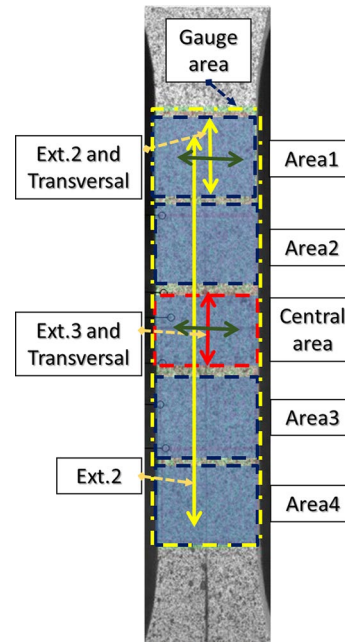 Gauge
area
Ext.2 and
Transversal
Area1
Area2
Ext.3 and
Transversal
Central
area
Area3
Ext.2
Area4